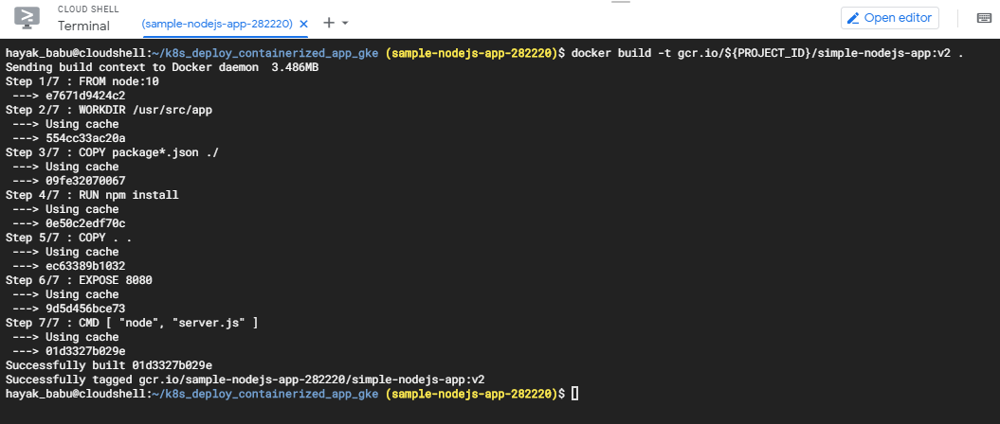 CLOUD SHELL
Terminal
(sample-nodejs-app-282220) × + ▾
Open editor
hayak_babu@cloudshell:~/k8s_deploy_containerized_app_gke (sample-nodejs-app-282220)$ docker build -t gcr.io/${PROJECT_ID}/simple-nodejs-app:v2 .
Sending build context to Docker daemon  3.486MB
Step 1/7 : FROM node:10
 ---> e7671d9424c2
Step 2/7 : WORKDIR /usr/src/app
 ---> Using cache
 ---> 554cc33ac20a
Step 3/7 : COPY package*.json ./
 ---> Using cache
 ---> 09fe32070067
Step 4/7 : RUN npm install
 ---> Using cache
 ---> 0e50c2edf70c
Step 5/7 : COPY . .
 ---> Using cache
 ---> ec63389b1032
Step 6/7 : EXPOSE 8080
 ---> Using cache
 ---> 9d5d456bce73
Step 7/7 : CMD [ "node", "server.js" ]
 ---> Using cache
 ---> 01d3327b029e
Successfully built 01d3327b029e
Successfully tagged gcr.io/sample-nodejs-app-282220/simple-nodejs-app:v2
hayak_babu@cloudshell:~/k8s_deploy_containerized_app_gke (sample-nodejs-app-282220)$